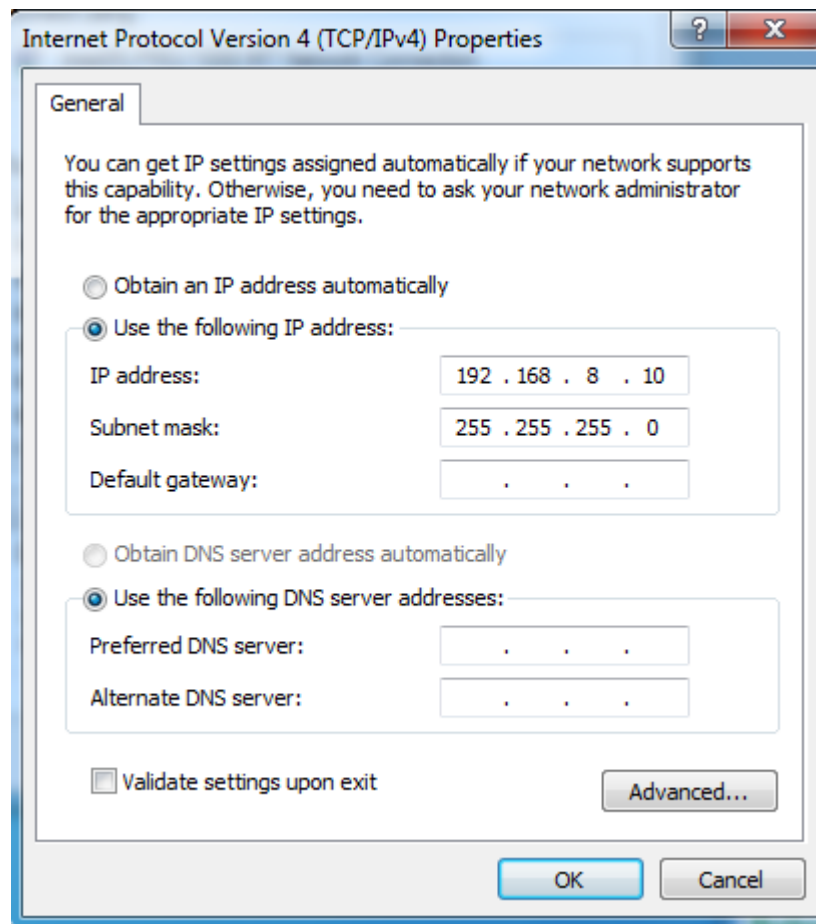 Internet Protocol Version 4 (TCP/IPv4) Properties
General
You can get IP settings assigned automatically if your network supports
this capability. Otherwise, you need to ask your network administrator
for the appropriate IP settings.
Obtain an IP address automatically
Use the following IP address:
IP address: 192 . 168 . 8 . 10
Subnet mask: 255 . 255 . 255 . 0
Default gateway: . . .
Obtain DNS server address automatically
Use the following DNS server addresses:
Preferred DNS server: . . .
Alternate DNS server: . . .
Validate settings upon exit
Advanced...
OK Cancel